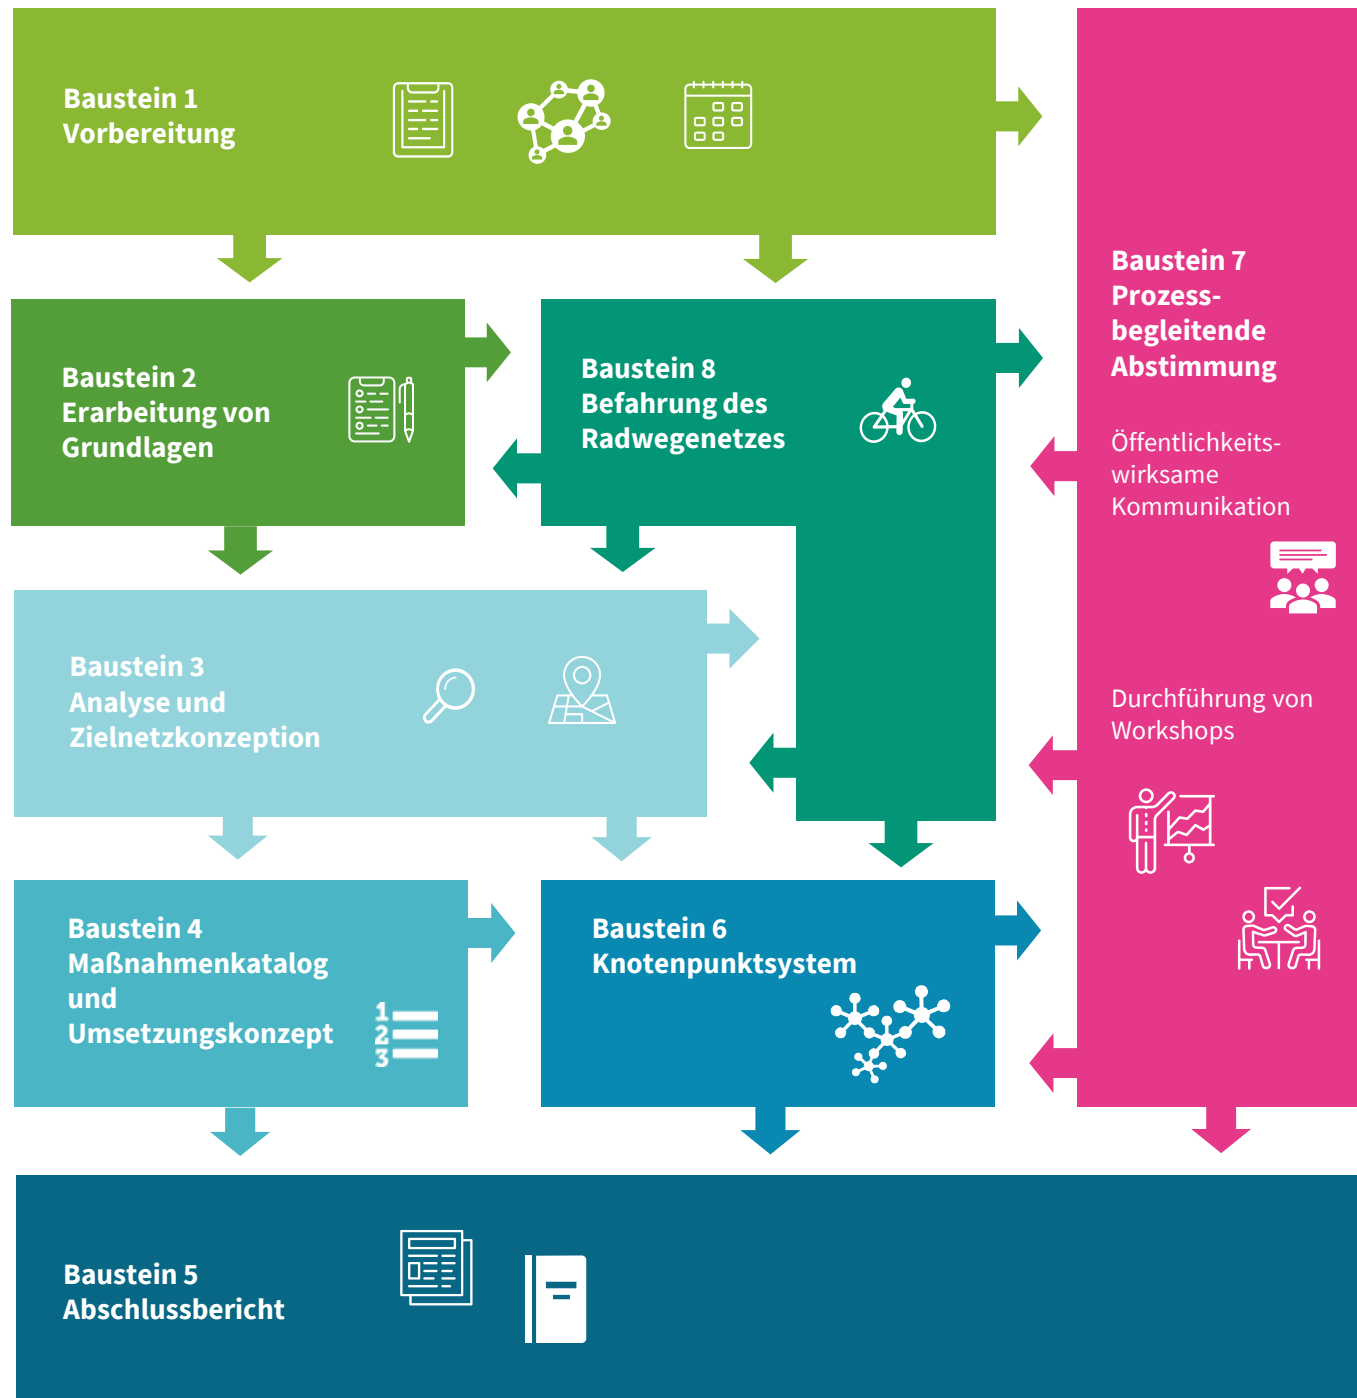 Baustein 1
Vorbereitung
Baustein 2
Erarbeitung von
Grundlagen
Baustein 8
Befahrung des
Radwegenetzes
Baustein 7
Prozess-
begleitende
Abstimmung
Öffentlichkeits-
wirksame
Kommunikation
Durchführung von
Workshops
Baustein 3
Analyse und
Zielnetzkonzeption
Baustein 4
Maßnahmenkatalog
und
Umsetzungskonzept
1
2
3
Baustein 6
Knotenpunktsystem
Baustein 5
Abschlussbericht